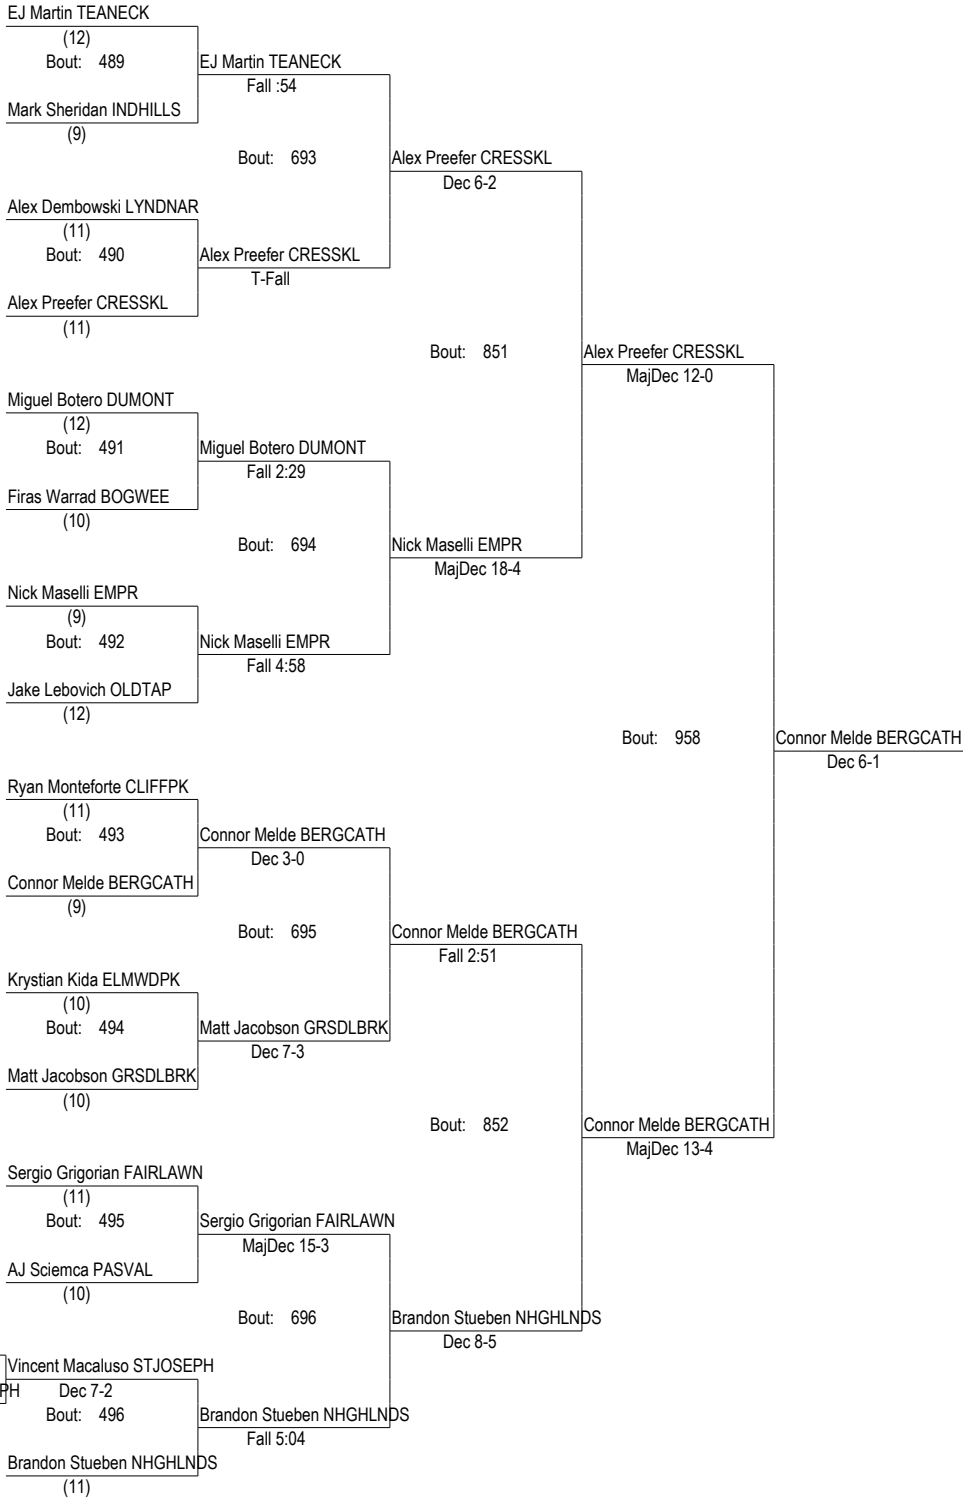 EJ Martin TEANECK
(12)
Bout: 489
EJ Martin TEANECK
Fall :54
Mark Sheridan INDHILLS
(9)
Bout: 693
Alex Preefer CRESSKL
Dec 6-2
Alex Dembowski LYNDNAR
(11)
Bout: 490
Alex Preefer CRESSKL
T-Fall
Alex Preefer CRESSKL
(11)
Bout: 851
Alex Preefer CRESSKL
MajDec 12-0
Miguel Botero DUMONT
(12)
Bout: 491
Miguel Botero DUMONT
Fall 2:29
Firas Warrad BOGWEE
(10)
Bout: 694
Nick Maselli EMPR
MajDec 18-4
Nick Maselli EMPR
(9)
Bout: 492
Nick Maselli EMPR
Fall 4:58
Jake Lebovich OLDTAP
(12)
Bout: 958
Connor Melde BERGCATH
Dec 6-1
Ryan Monteforte CLIFFPK
(11)
Bout: 493
Connor Melde BERGCATH
Dec 3-0
Connor Melde BERGCATH
(9)
Bout: 695
Connor Melde BERGCATH
Fall 2:51
Krystian Kida ELMWDPK
(10)
Bout: 494
Matt Jacobson GRSDLBRK
Dec 7-3
Matt Jacobson GRSDLBRK
(10)
Bout: 852
Connor Melde BERGCATH
MajDec 13-4
Sergio Grigorian FAIRLAWN
(11)
Bout: 495
Sergio Grigorian FAIRLAWN
MajDec 15-3
AJ Sciemca PASVAL
(10)
Bout: 696
Brandon Stueben NHGHLNDS
Dec 8-5
Vincent Macaluso STJOSEPH
PH Dec 7-2
Bout: 496
Brandon Stueben NHGHLNDS
Fall 5:04
Brandon Stueben NHGHLNDS
(11)